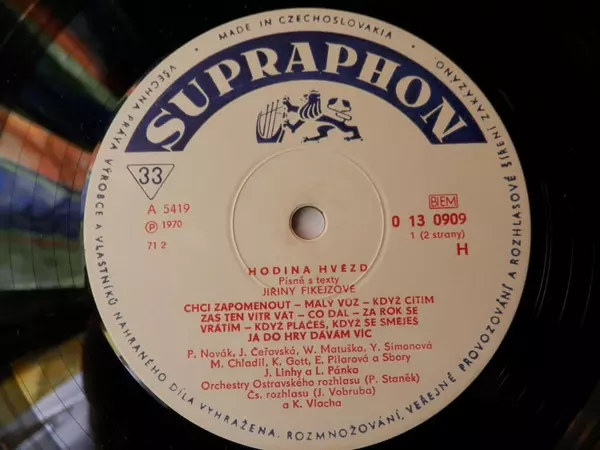 MADE IN CZECHOSLOVAKIA
SUPRAPHON
33
A 5419
Ⓟ 1970
71 2
BIEM
0 13 0909
1 (2 strany)
H
HODINA HVĚZD
Písně s texty
JIŘINY FIKEJZOVÉ
CHCI ZAPOMENOUT – MALÝ VŮZ – KDYŽ CÍTÍM
ZAS TEN VÍTR VÁT – CO DÁL – ZA ROK SE
VRÁTÍM – KDYŽ PLÁČEŠ, KDYŽ SE SMĚJEŠ
JÁ DO HRY DÁVÁM VÍC
P. Novák, J. Čeřovská, W. Matuška, Y. Simonová
M. Chladil, K. Gott, E. Pilarová a Sbory
J. Linhy a L. Pánka
Orchestry Ostravského rozhlasu (P. Staněk)
Čs. rozhlasu (J. Vobruba)
a K. Vlacha
VŠECHNA PRÁVA VÝROBCE A VLASTNÍKŮ NAHRANÉHO DÍLA VYHRAŽENA. ROZMNOŽOVÁNÍ, VEŘEJNÉ PROVOZOVÁNÍ A ROZHLASOVÉ ŠÍŘENÍ ZAKÁZÁNO.